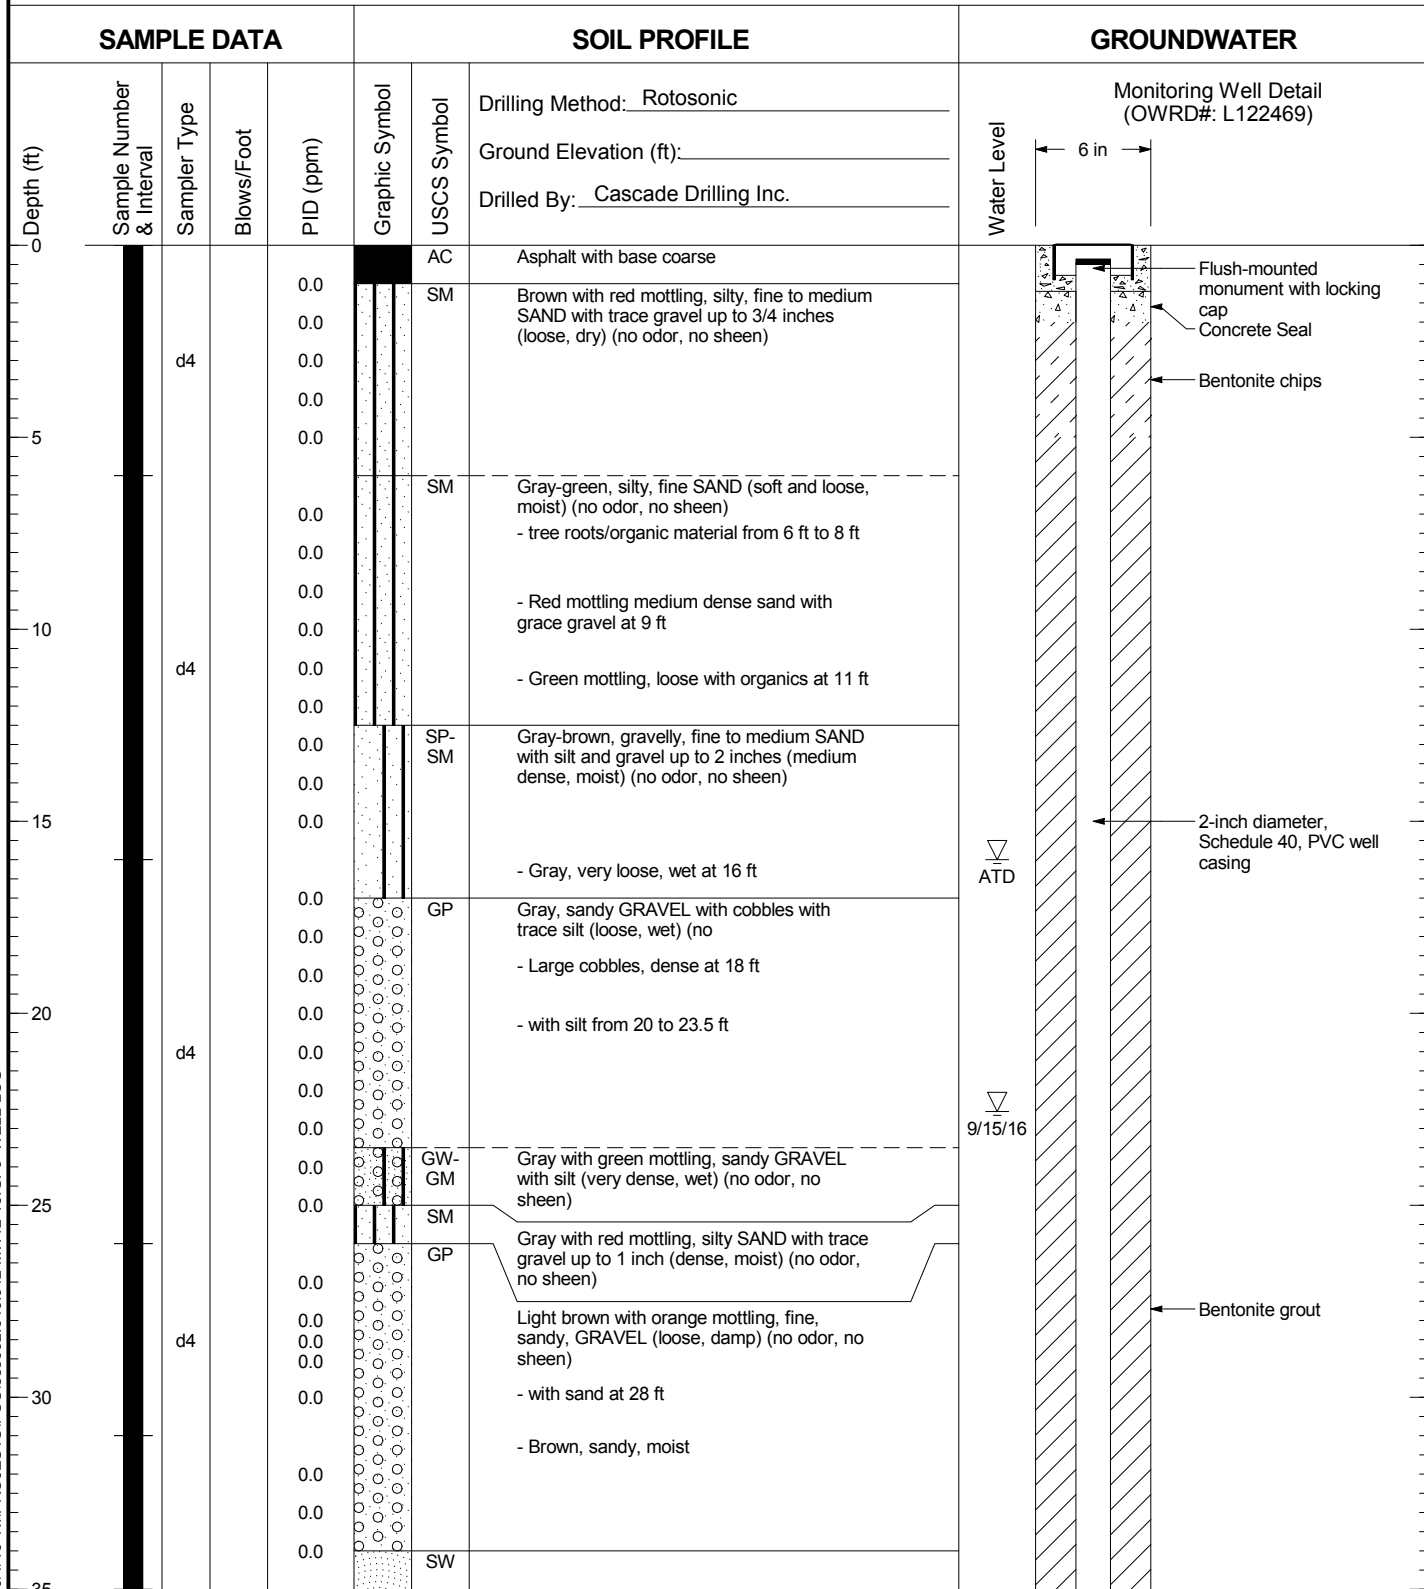 SAMPLE DATA
SOIL PROFILE
GROUNDWATER
Depth (ft)
Sample Number
& Interval
Sampler Type
Blows/Foot
PID (ppm)
Graphic Symbol
USCS Symbol
Drilling Method: Rotosonic
Ground Elevation (ft):
Drilled By: Cascade Drilling Inc.
Water Level
Monitoring Well Detail
(OWRD#: L122469)
6 in
0
AC
Asphalt with base coarse
0.0
SM
Brown with red mottling, silty, fine to medium
SAND with trace gravel up to 3/4 inches
(loose, dry) (no odor, no sheen)
0.0
d4
0.0
0.0
5
0.0
Flush-mounted
monument with locking
cap
Concrete Seal
Bentonite chips
SM
Gray-green, silty, fine SAND (soft and loose,
moist) (no odor, no sheen)
- tree roots/organic material from 6 ft to 8 ft
0.0
0.0
0.0
- Red mottling medium dense sand with
grace gravel at 9 ft
10
0.0
d4
0.0
- Green mottling, loose with organics at 11 ft
0.0
SP-
SM
Gray-brown, gravelly, fine to medium SAND
with silt and gravel up to 2 inches (medium
dense, moist) (no odor, no sheen)
0.0
0.0
15
0.0
2-inch diameter,
Schedule 40, PVC well
casing
- Gray, very loose, wet at 16 ft
ATD
0.0
GP
Gray, sandy GRAVEL with cobbles with
trace silt (loose, wet) (no
0.0
- Large cobbles, dense at 18 ft
0.0
20
0.0
- with silt from 20 to 23.5 ft
d4
0.0
0.0
0.0
9/15/16
GW-
GM
Gray with green mottling, sandy GRAVEL
with silt (very dense, wet) (no odor, no
sheen)
0.0
25
0.0
SM
Gray with red mottling, silty SAND with trace
gravel up to 1 inch (dense, moist) (no odor,
no sheen)
GP
0.0
Light brown with orange mottling, fine,
sandy, GRAVEL (loose, damp) (no odor, no
sheen)
Bentonite grout
0.0
d4
0.0
0.0
30
0.0
- with sand at 28 ft
- Brown, sandy, moist
0.0
0.0
0.0
SW
35